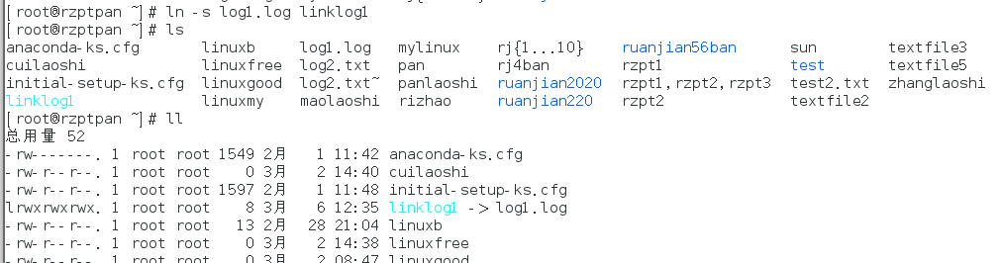 [root@rzptpan ~]# ln -s log1.log linklog1
[root@rzptpan ~]# ls
anaconda-ks.cfg linuxb log1.log mylinux rj{1...10} ruanjian56ban sun textfile3
cuilaoshi linuxfree log2.txt pan rj4ban rzpt1 test textfile5
initial-setup-ks.cfg linuxgood log2.txt~ panlaoshi ruanjian2020 rzpt1,rzpt2,rzpt3 test2.txt zhanglaoshi
linklog1 linuxmy maolaoshi rizhao ruanjian220 rzpt2 textfile2
[root@rzptpan ~]# ll
总用量 52
-rw-------. 1 root root 1549 2月 1 11:42 anaconda-ks.cfg
-rw-r--r--. 1 root root 0 3月 2 14:40 cuilaoshi
-rw-r--r--. 1 root root 1597 2月 1 11:48 initial-setup-ks.cfg
lrwxrwxrwx. 1 root root 8 3月 6 12:35 linklog1 -> log1.log
-rw-r--r--. 1 root root 13 2月 28 21:04 linuxb
-rw-r--r--. 1 root root 0 3月 2 14:38 linuxfree
-rw-r--r--. 1 root root 0 3月 2 08:47 linuxgood